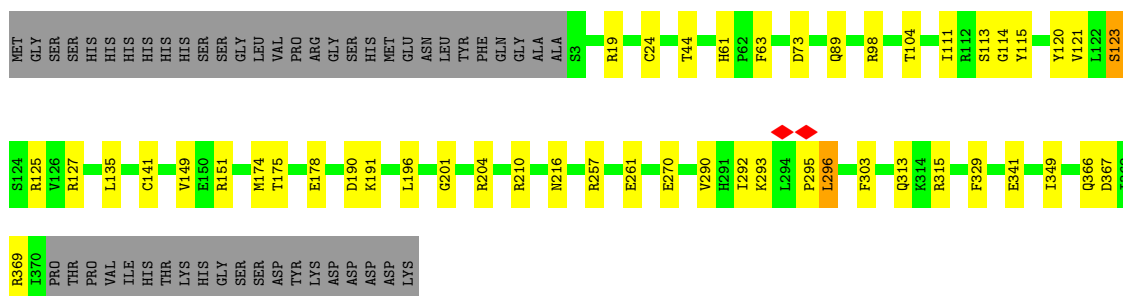 MET GLY SER SER HIS HIS HIS HIS HIS HIS SER SER GLY LEU VAL PRO ARG GLY SER HIS MET GLU ASN LEU TYR PHE GLN GLY ALA ALA S3 R19 C24 T44 H61 P62 F63 D73 Q89 R98 T104 I111 R112 S113 G114 Y115 Y120 V121 L122 S123
S124 R125 V126 R127 L135 C141 V149 E150 R151 M174 T175 E178 D190 K191 L196 G201 R204 R210 N216 R257 E261 E270 V290 H291 I292 K293 L294 P295 L296 F303 Q313 K314 R315 F329 E341 I349 Q366 D367
R369 I370 PRO THR PRO VAL ILE HIS THR LYS HIS GLY SER SER ASP TYR LYS ASP ASP ASP ASP LYS